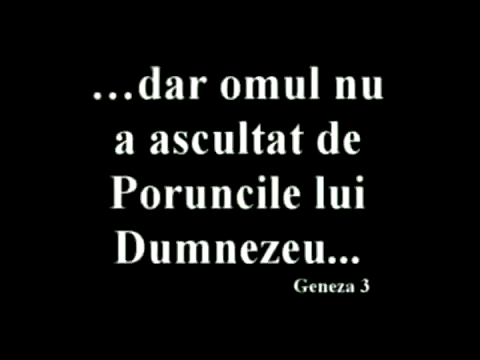 ...dar omul nu
a ascultat de
Poruncile lui
Dumnezeu...
Geneza 3